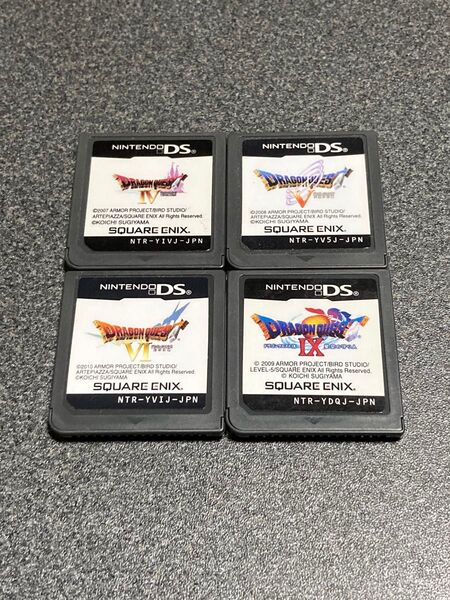 NINTENDO DS
DRAGON QUEST
IV
©2007 ARMOR PROJECT/BIRD STUDIO/
ARTEPIAZZA/SQUARE ENIX All Rights Reserved.
©KOICHI SUGIYAMA
SQUARE ENIX
NTR-YIVJ-JPN
NINTENDO DS
DRAGON QUEST
V
©2008 ARMOR PROJECT/BIRD STUDIO/
ARTEPIAZZA/SQUARE ENIX All Rights Reserved.
©KOICHI SUGIYAMA
SQUARE ENIX
NTR-YV5J-JPN
NINTENDO DS
DRAGON QUEST
VI
©2010 ARMOR PROJECT/BIRD STUDIO/
ARTEPIAZZA/SQUARE ENIX All Rights Reserved.
©KOICHI SUGIYAMA
SQUARE ENIX
NTR-YVIJ-JPN
NINTENDO DS
DRAGON QUEST
IX
© 2009 ARMOR PROJECT/BIRD STUDIO/
LEVEL-5/SQUARE ENIX All Rights Reserved.
© KOICHI SUGIYAMA
SQUARE ENIX
NTR-YDQJ-JPN